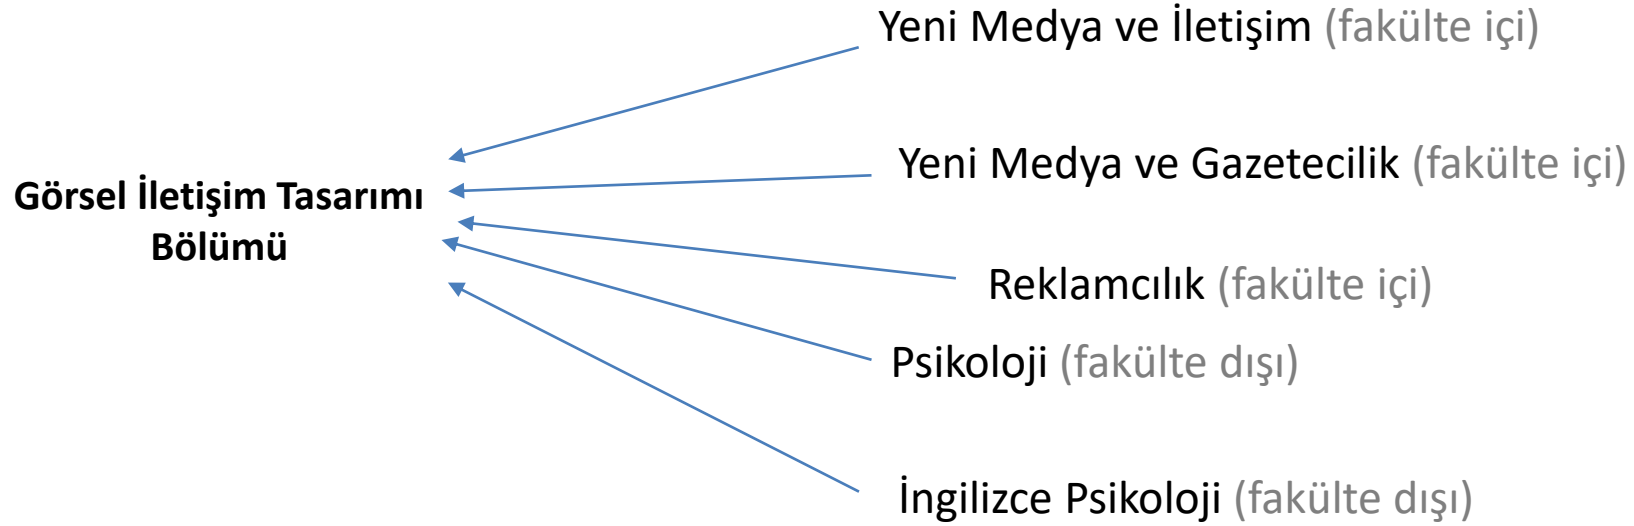 Yeni Medya ve İletişim (fakülte içi)
Yeni Medya ve Gazetecilik (fakülte içi)
Görsel İletişim Tasarımı
Bölümü
Reklamcılık (fakülte içi)
Psikoloji (fakülte dışı)
İngilizce Psikoloji (fakülte dışı)